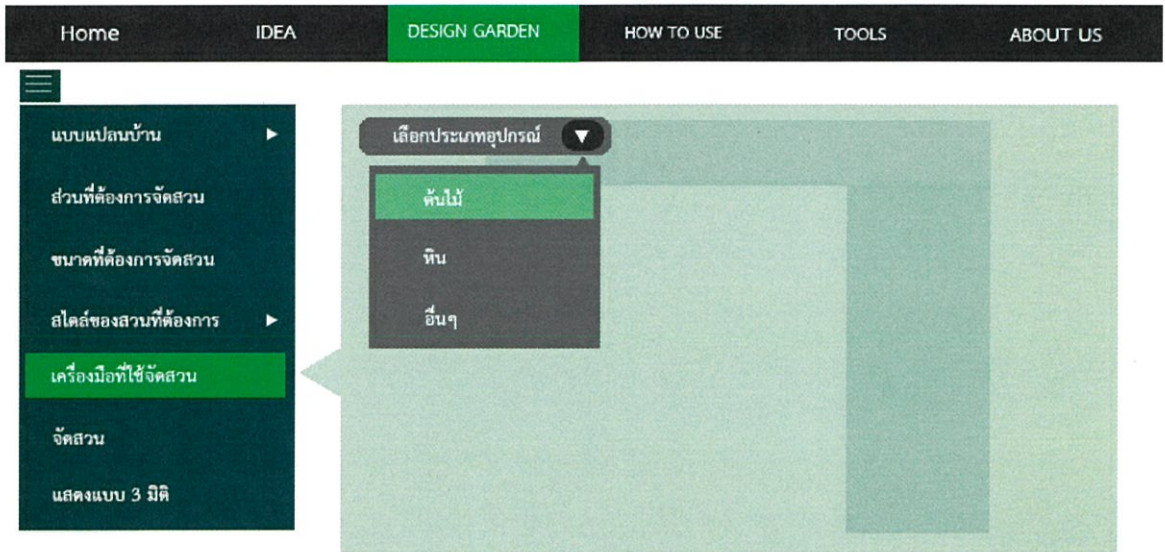 Home IDEA DESIGN GARDEN HOW TO USE TOOLS ABOUT US
แบบแปลนบ้าน
ส่วนที่ต้องการจัดสวน
ขนาดที่ต้องการจัดสวน
สไตล์ของสวนที่ต้องการ
เครื่องมือที่ใช้จัดสวน
จัดสวน
แสดงแบบ 3 มิติ
เลือกประเภทอุปกรณ์
ต้นไม้
หิน
อื่นๆ